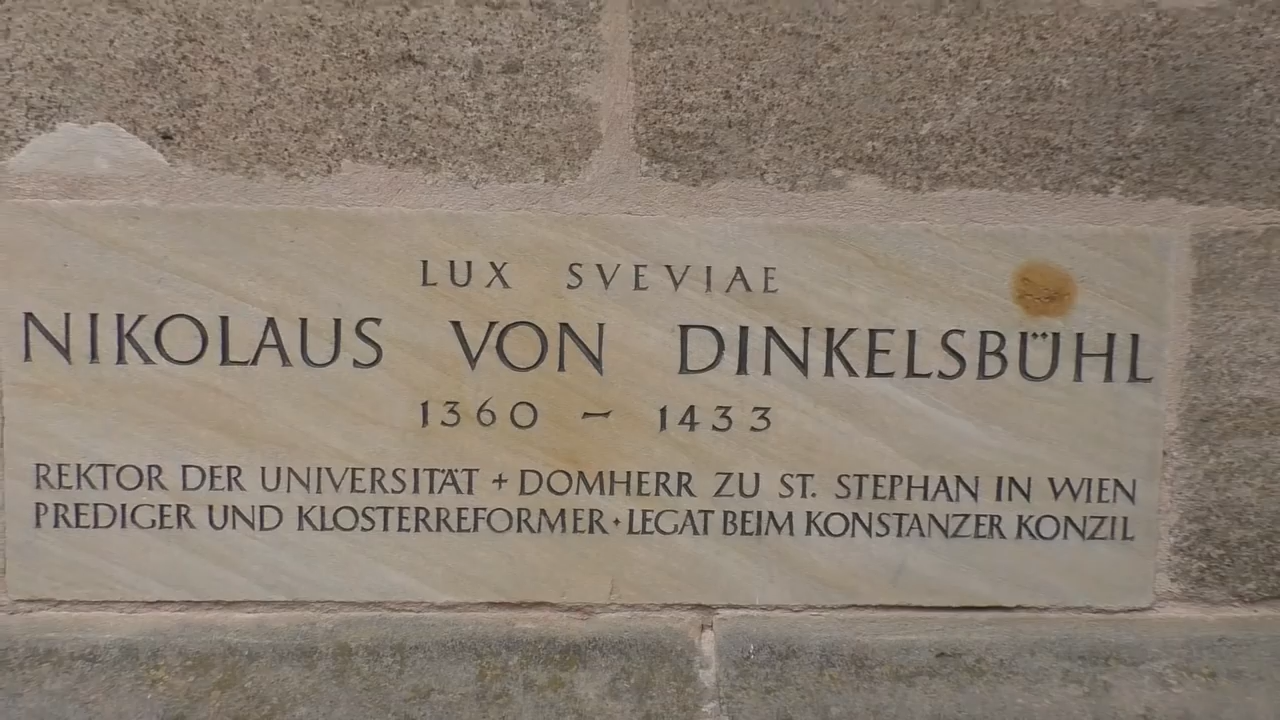 LUX SVEVIAE
NIKOLAUS VON DINKELSBÜHL
1360 – 1433
REKTOR DER UNIVERSITÄT + DOMHERR ZU ST. STEPHAN IN WIEN
PREDIGER UND KLOSTERREFORMER · LEGAT BEIM KONSTANZER KONZIL